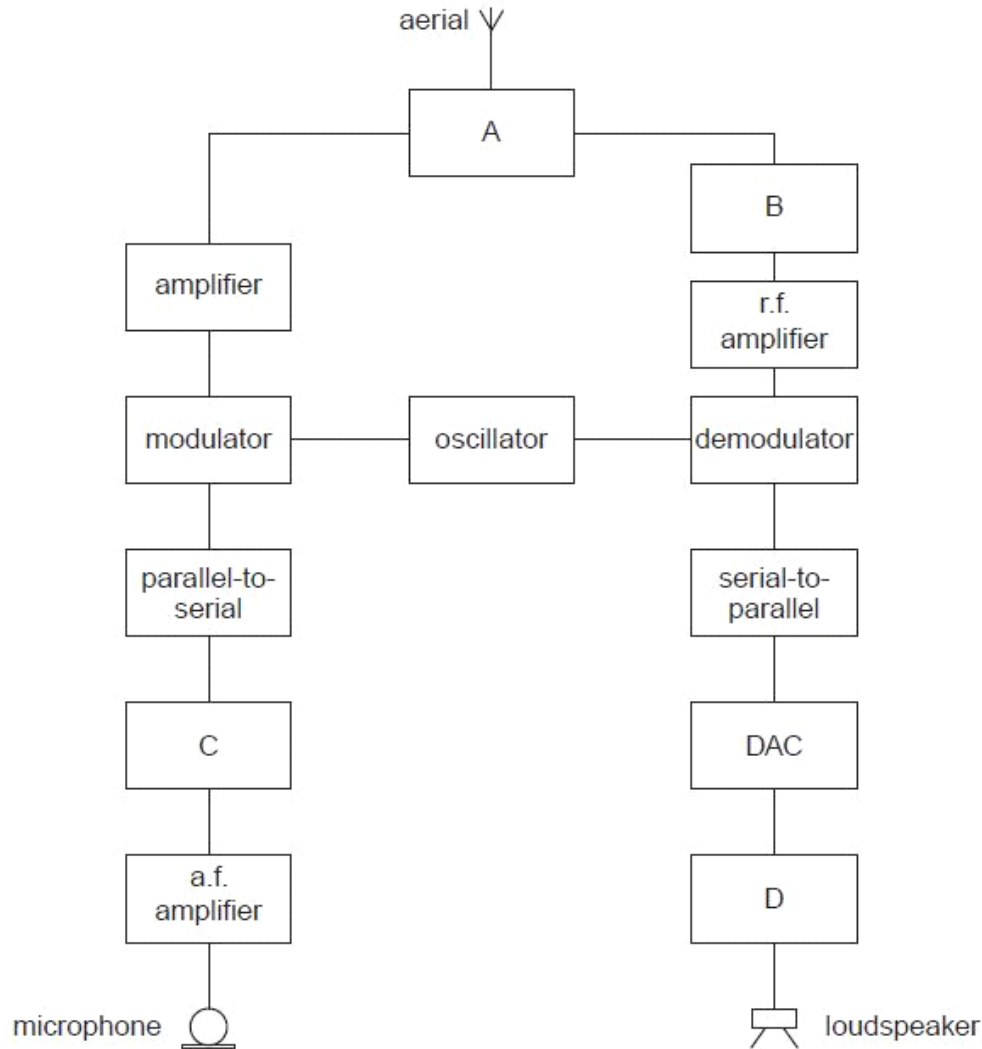 aerial
A
B
amplifier
r.f.
amplifier
modulator
oscillator
demodulator
parallel-to-
serial
serial-to-
parallel
C
DAC
a.f.
amplifier
D
microphone
loudspeaker